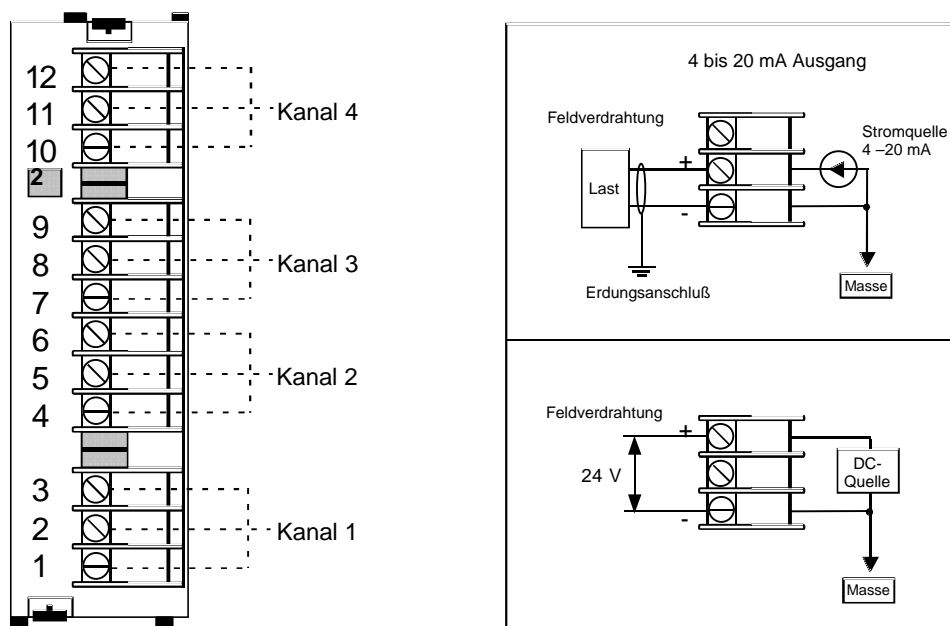 12
11
10
2
9
8
7
6
5
4
3
2
1
Kanal 4
Kanal 3
Kanal 2
Kanal 1
4 bis 20 mA Ausgang
Feldverdrahtung
Stromquelle
4 –20 mA
+
Last
-
Erdungsanschluß
Masse
Feldverdrahtung
+
24 V
-
DC-
Quelle
Masse